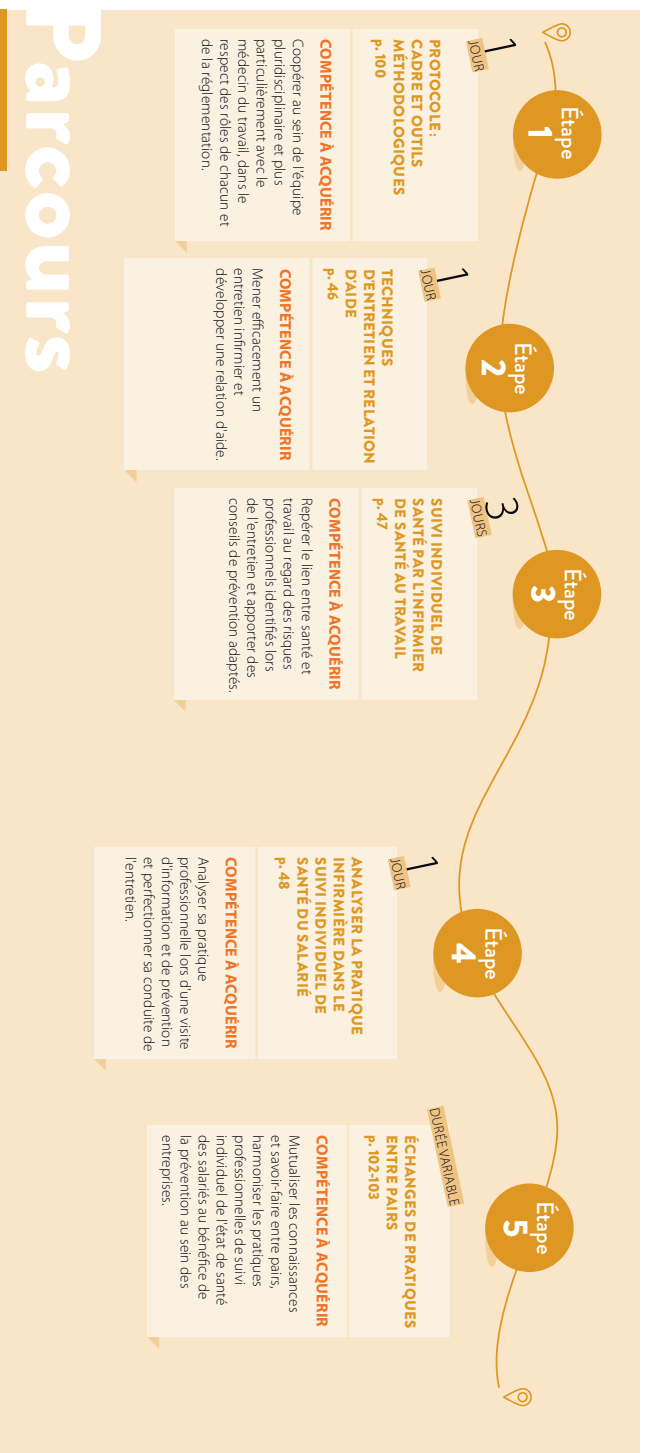 Parcours
Étape
1
1
JOUR
PROTOCOLE :
CADRE ET OUTILS
MÉTHODOLOGIQUES
p. 100
COMPÉTENCE À ACQUÉRIR
Coopérer au sein de l'équipe
pluridisciplinaire et plus
particulièrement avec le
médecin du travail, dans le
respect des rôles de chacun et
de la réglementation.
Étape
2
1
JOUR
TECHNIQUES
D'ENTRETIEN ET RELATION
D'AIDE
p. 46
COMPÉTENCE À ACQUÉRIR
Mener efficacement un
entretien infirmier et
développer une relation d'aide.
Étape
3
3
JOURS
SUIVI INDIVIDUEL DE
SANTÉ PAR L'INFIRMIER
DE SANTÉ AU TRAVAIL
p. 47
COMPÉTENCE À ACQUÉRIR
Repérer le lien entre santé et
travail au regard des risques
professionnels identifiés lors
de l'entretien et apporter des
conseils de prévention adaptés.
Étape
4
1
JOUR
ANALYSER LA PRATIQUE
INFIRMIÈRE DANS LE
SUIVI INDIVIDUEL DE
SANTÉ DU SALARIÉ
p. 48
COMPÉTENCE À ACQUÉRIR
Analyser sa pratique
professionnelle lors d'une visite
d'information et de prévention
et perfectionner sa conduite de
l'entretien.
Étape
5
DURÉE VARIABLE
ÉCHANGES DE PRATIQUES
ENTRE PAIRS
p. 102-103
COMPÉTENCE À ACQUÉRIR
Mutualiser les connaissances
et savoir-faire entre pairs,
harmoniser les pratiques
professionnelles de suivi
individuel de l'état de santé
des salariés au bénéfice de
la prévention au sein des
entreprises.